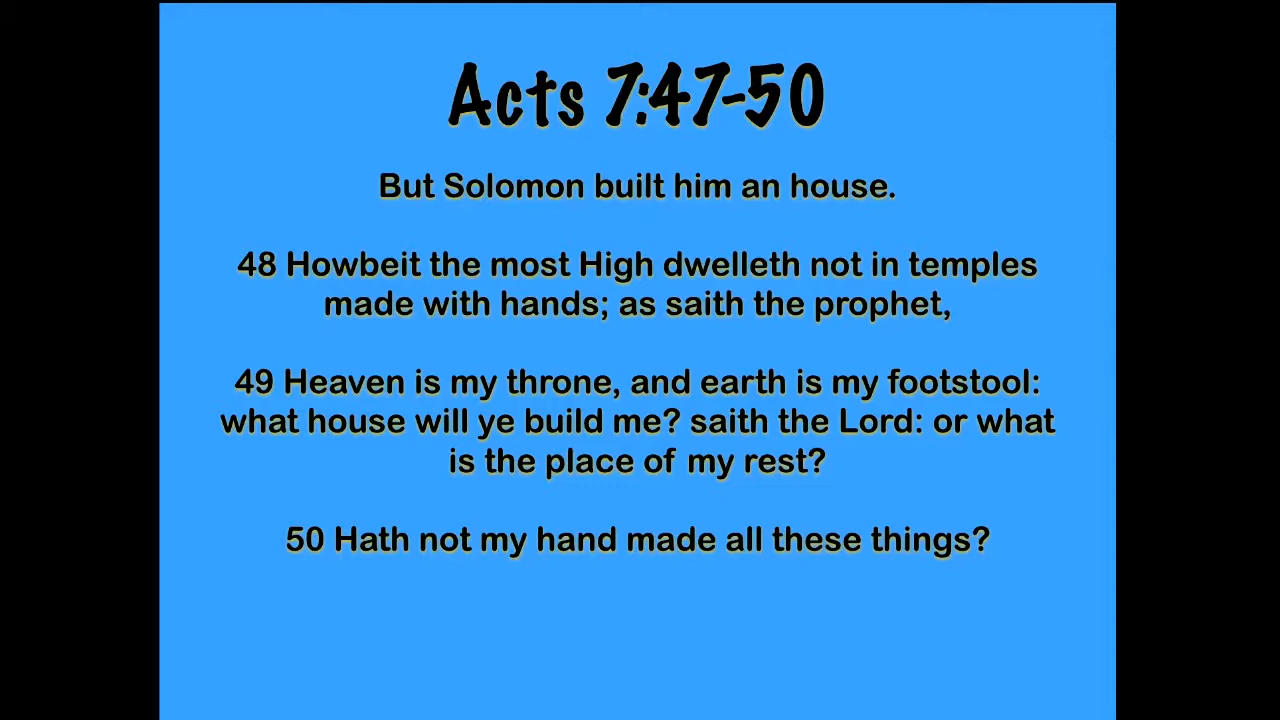 Acts 7:47-50
But Solomon built him an house.
48 Howbeit the most High dwelleth not in temples
made with hands; as saith the prophet,
49 Heaven is my throne, and earth is my footstool:
what house will ye build me? saith the Lord: or what
is the place of my rest?
50 Hath not my hand made all these things?